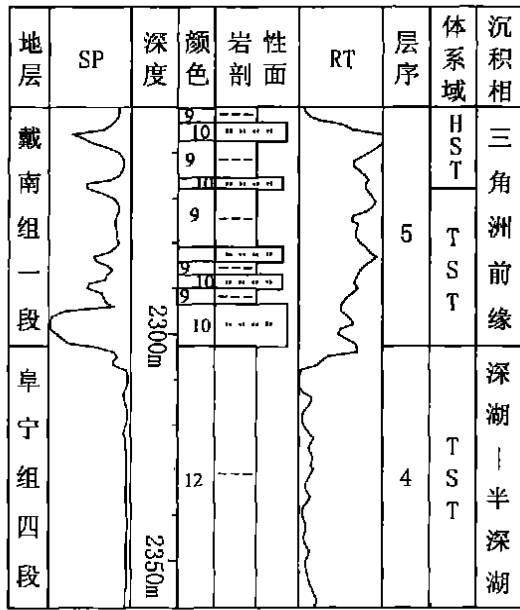 地层
SP
深度
颜色
岩性剖面
RT
层序
体系域
沉积相
戴南组一段
9
10
9
10
9
9
10
9
10
2300m
5
HST
TST
三角洲前缘
阜宁组四段
12
2350m
4
TST
深湖—半深湖